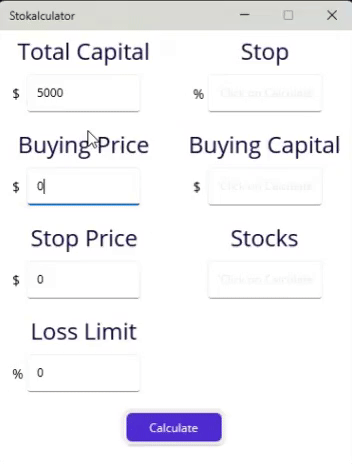 Stokalculator
Total Capital
Stop
$ 5000
% Click on Calculate
Buying Price
Buying Capital
$ 0
$ Click on Calculate
Stop Price
Stocks
$ 0
Click on Calculate
Loss Limit
% 0
Calculate